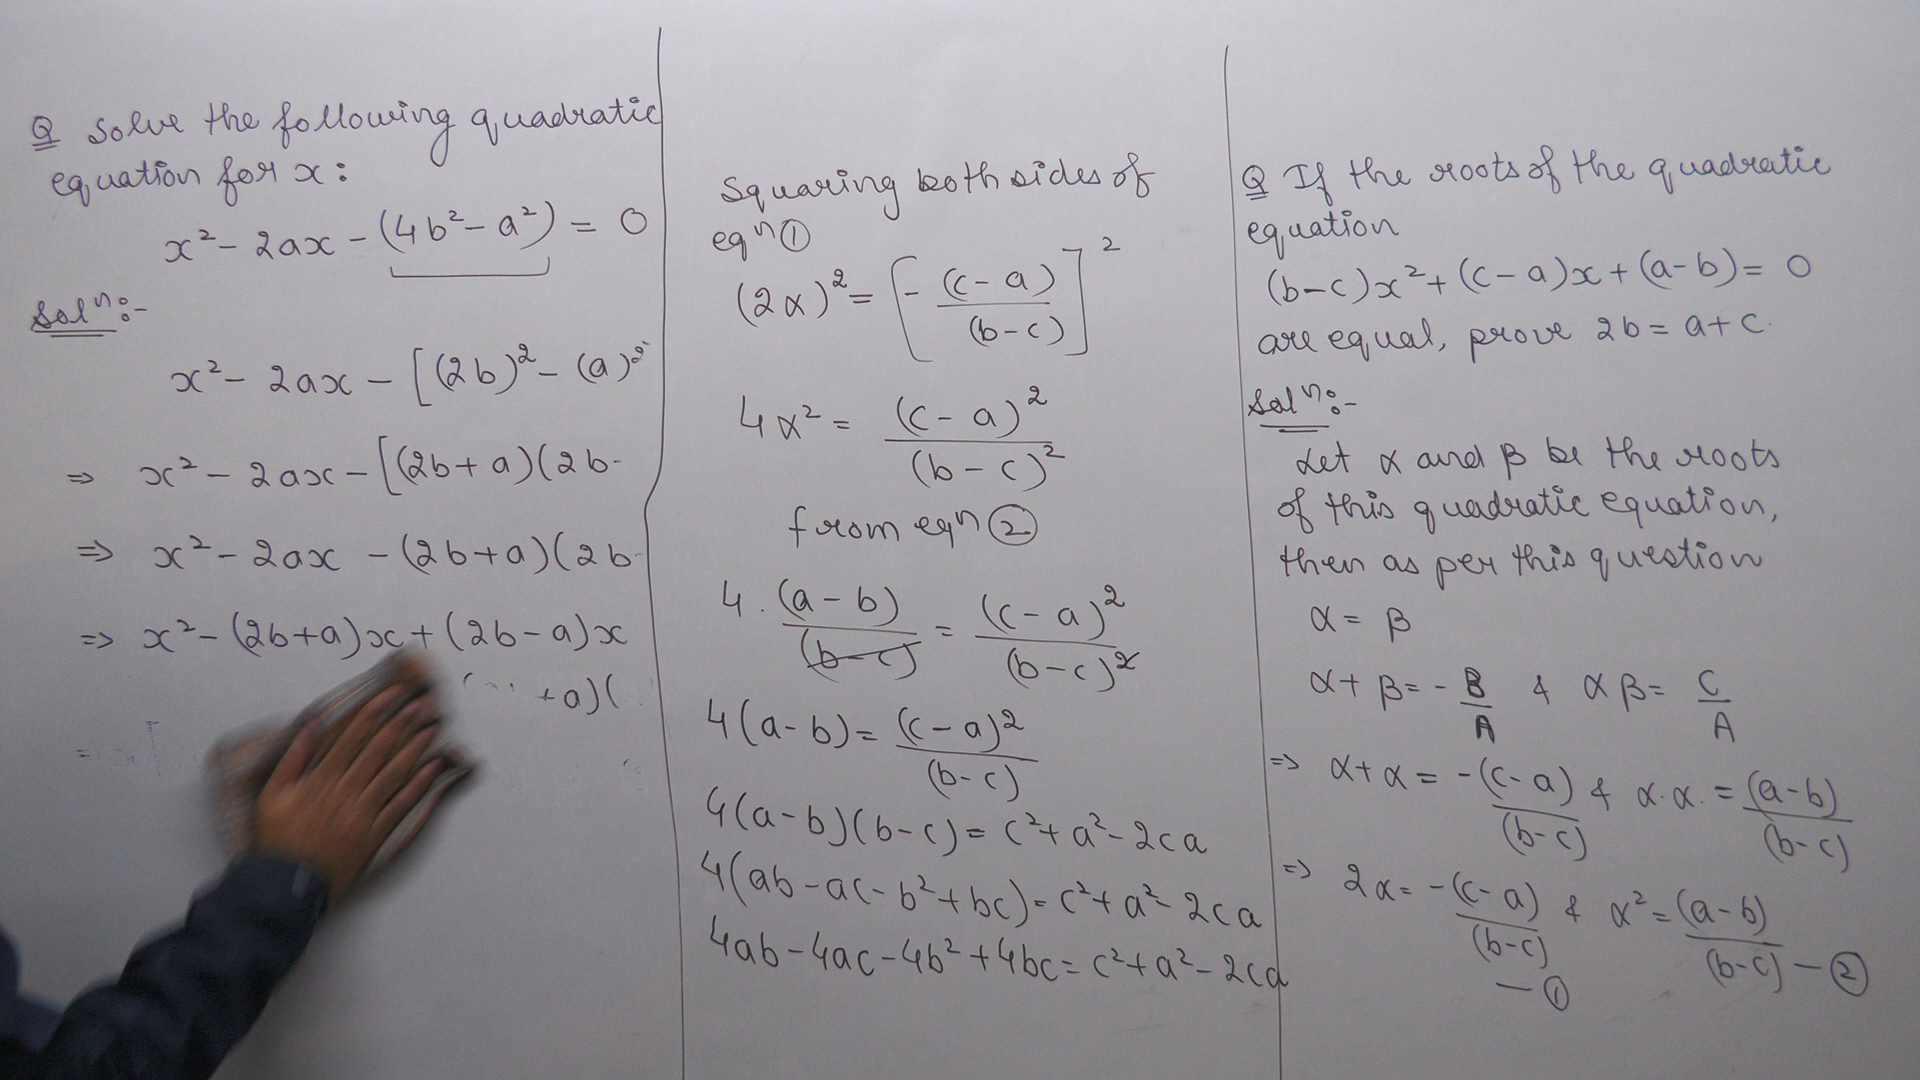 Q Solve the following quadratic
equation for x:
x² - 2ax - (4b² - a²) = 0
Solⁿ:-
x² - 2ax - [(2b)² - (a)²
⇒ x² - 2ax - [(2b+a)(2b-
⇒ x² - 2ax - (2b+a)(2b-
⇒ x² - (2b+a)x + (2b-a)x
+a)(
Squaring both sides of
eqⁿ ①
(2α)² = [- (c-a)/(b-c)]²
4α² = (c-a)²/(b-c)²
from eqⁿ ②
4 . (a-b)/(b-c) = (c-a)²/(b-c)²
4(a-b) = (c-a)²/(b-c)
4(a-b)(b-c) = c² + a² - 2ca
4(ab - ac - b² + bc) = c² + a² - 2ca
4ab - 4ac - 4b² + 4bc = c² + a² - 2ca
Q If the roots of the quadratic
equation
(b-c)x² + (c-a)x + (a-b) = 0
are equal, prove 2b = a+c.
Solⁿ:-
Let α and β be the roots
of this quadratic equation,
then as per this question
α = β
α + β = - B/A & αβ = C/A
⇒ α + α = -(c-a)/(b-c) & α.α. = (a-b)/(b-c)
⇒ 2α = -(c-a)/(b-c) & α² = (a-b)/(b-c) - ②
- ①